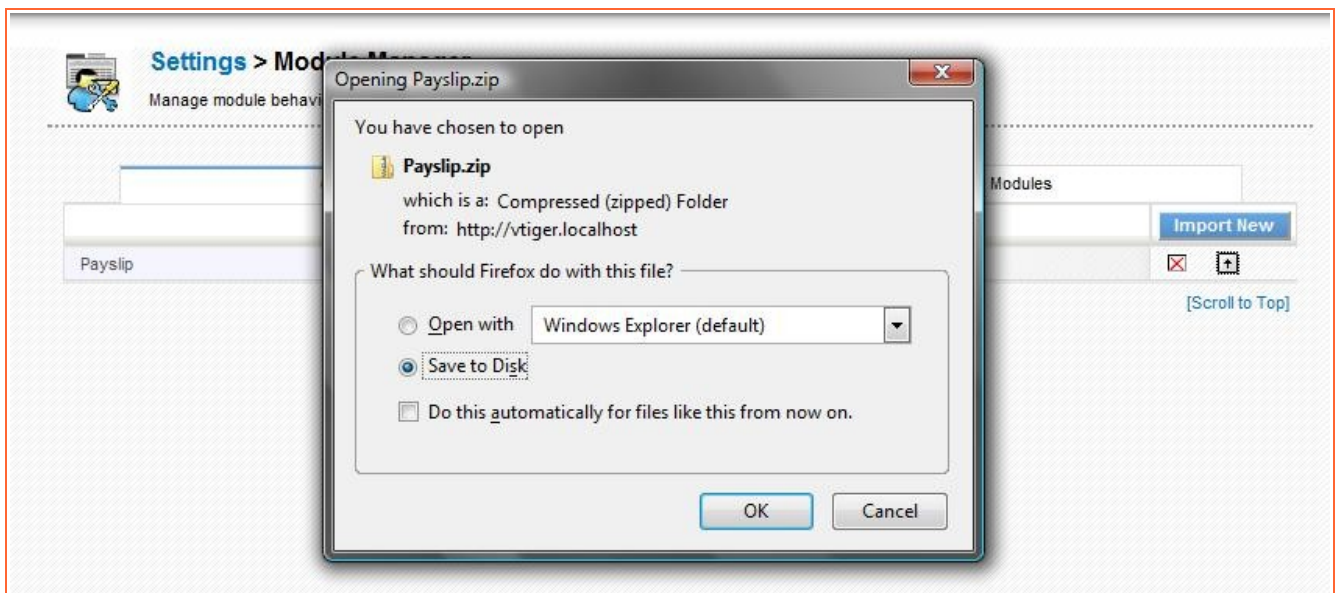 Settings > Mod
Manage module behavi
Opening Payslip.zip
You have chosen to open
Payslip.zip
which is a: Compressed (zipped) Folder
from: http://vtiger.localhost
What should Firefox do with this file?
Open with Windows Explorer (default)
Save to Disk
Do this automatically for files like this from now on.
OK Cancel
Modules
Import New
Payslip
[Scroll to Top]